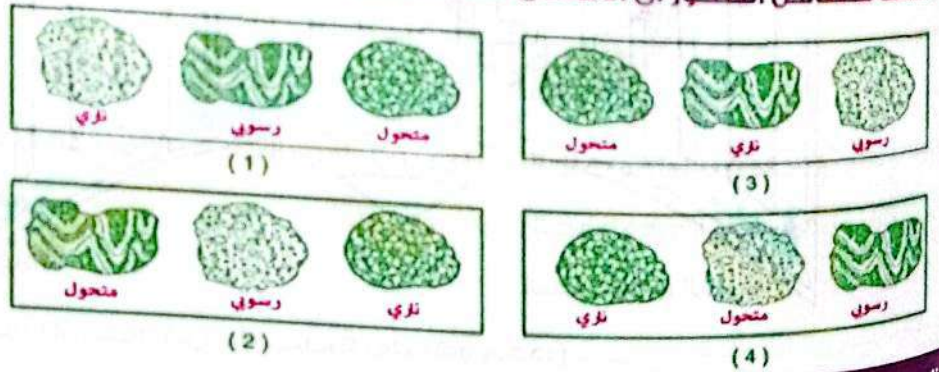 متحول رسوبي ناري
(1)
رسوبي ناري متحول
(3)
ناري رسوبي متحول
(2)
رسوبي متحول ناري
(4)